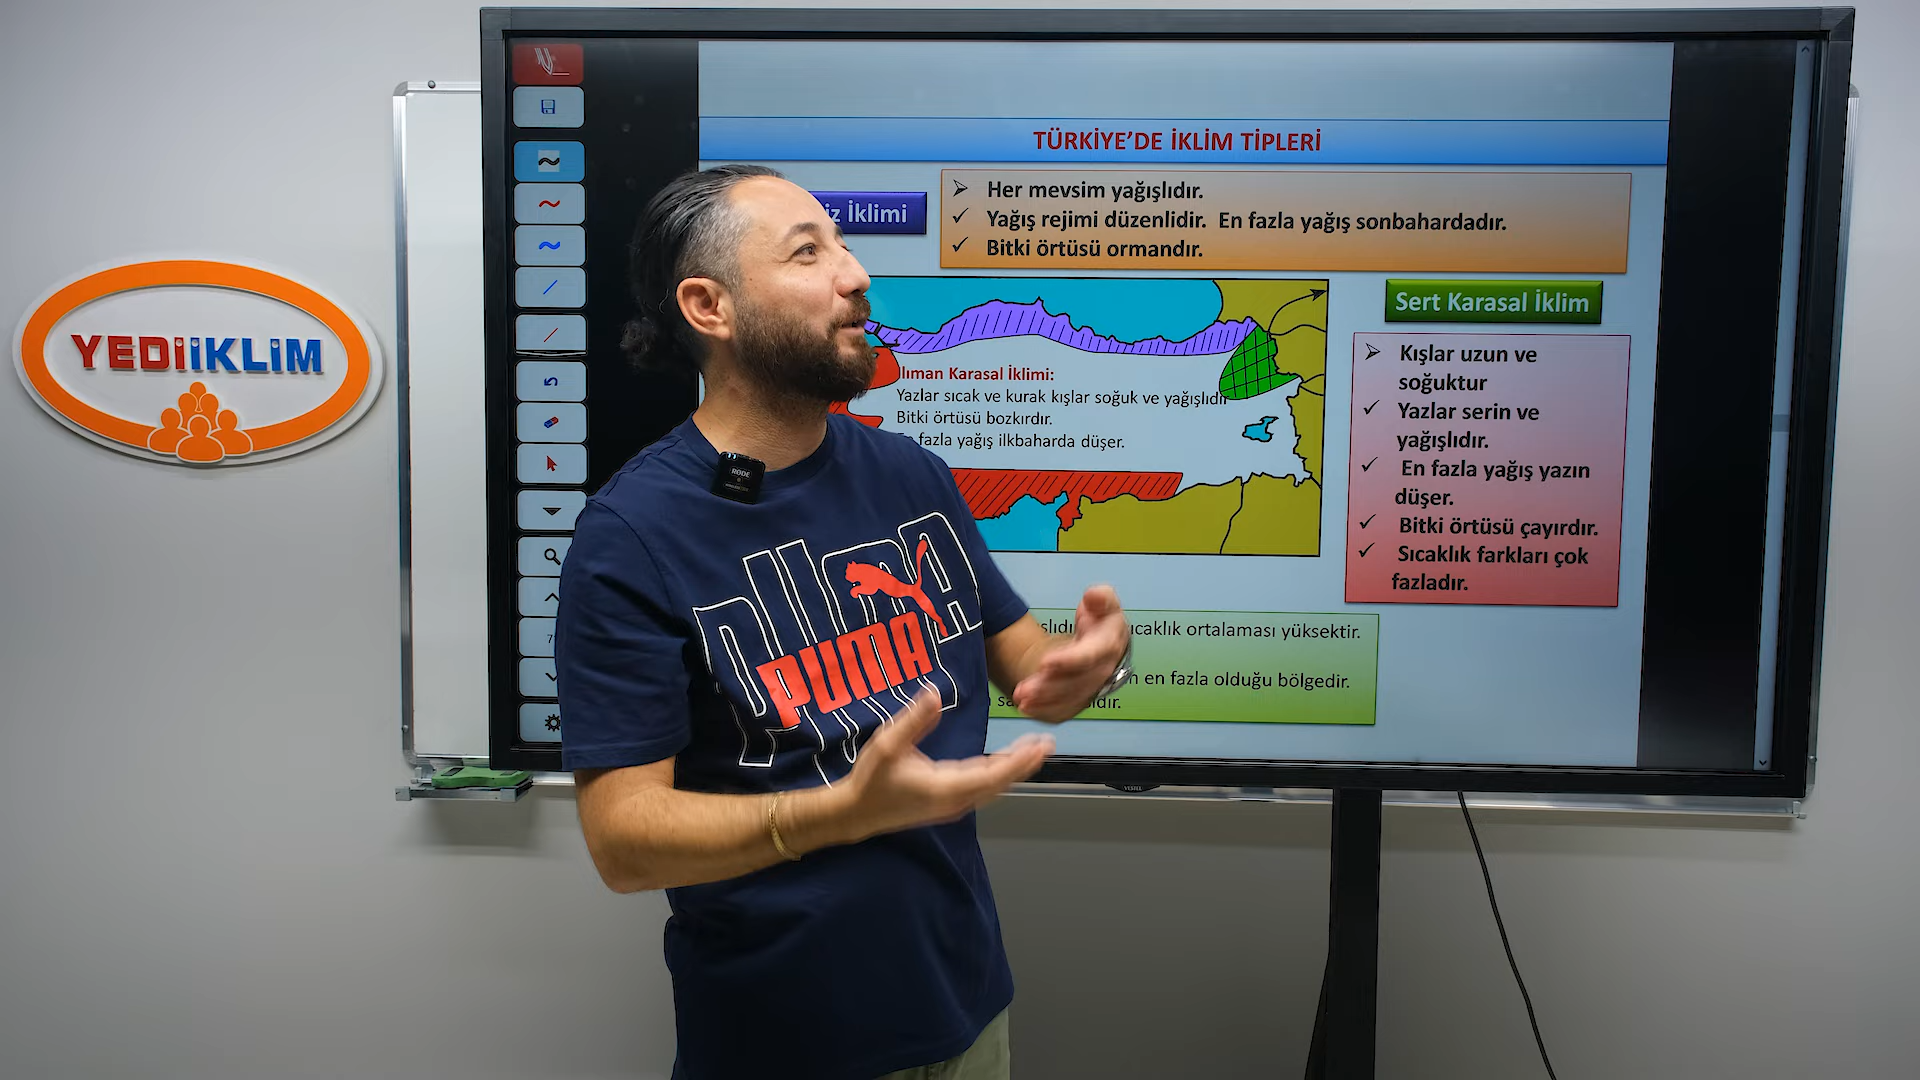 TÜRKİYE'DE İKLİM TİPLERİ
İklimi
Her mevsim yağışlıdır.
Yağış rejimi düzenlidir. En fazla yağış sonbahardadır.
Bitki örtüsü ormandır.
Sert Karasal İklim
Kışlar uzun ve
soğuktur
Yazlar serin ve
yağışlıdır.
En fazla yağış yazın
düşer.
Bitki örtüsü çayırdır.
Sıcaklık farkları çok
fazladır.
Karasal İklimi:
Yazlar sıcak ve kurak kışlar soğuk ve yağışlıdır
Bitki örtüsü bozkırdır.
fazla yağış ilkbaharda düşer.
ortalaması yüksektir.
en fazla olduğu bölgedir.
YEDİİKLİM
RODE
PUMA
PUMA
VESTEL